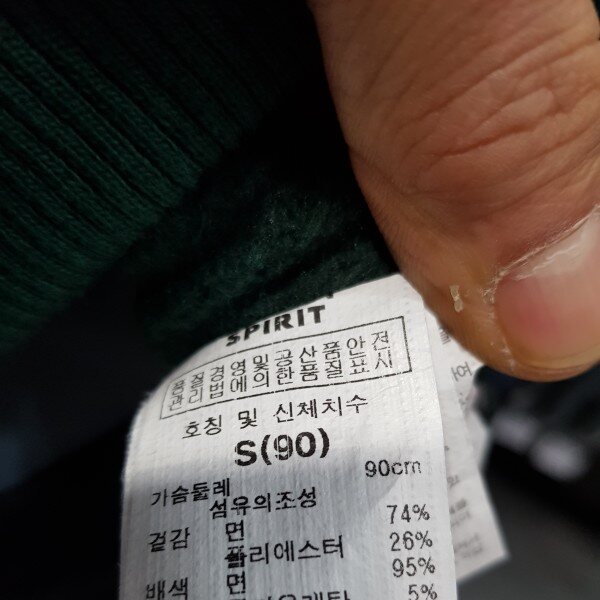 SPIRIT
품질경영및공산품안전
관리법에의한품질표시
호칭 및 신체치수
S(90)
가슴둘레 90cm
섬유의조성
겉감 면 74%
폴리에스터 26%
배색 면 95%
5%